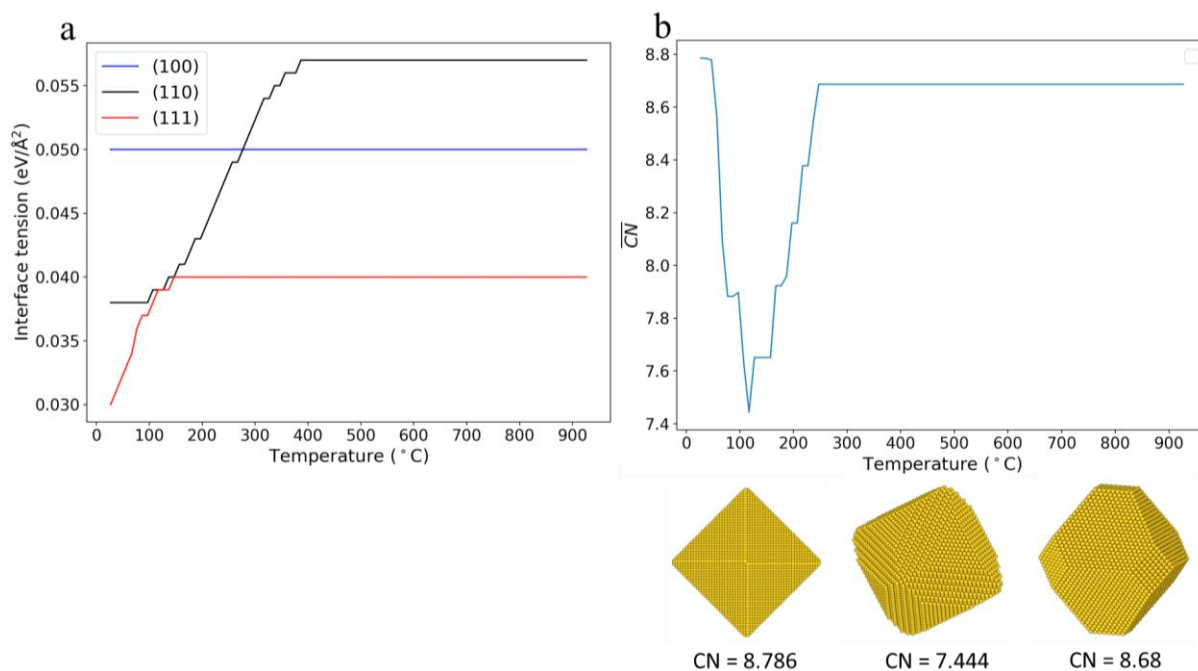 a
(100)
(110)
(111)
0.055
0.050
0.045
0.040
0.035
0.030
Interface tension (eV/Å²)
0 100 200 300 400 500 600 700 800 900
Temperature (°C)
b
8.8
8.6
8.4
8.2
8.0
7.8
7.6
7.4
CN
0 100 200 300 400 500 600 700 800 900
Temperature (°C)
CN = 8.786 CN = 7.444 CN = 8.68